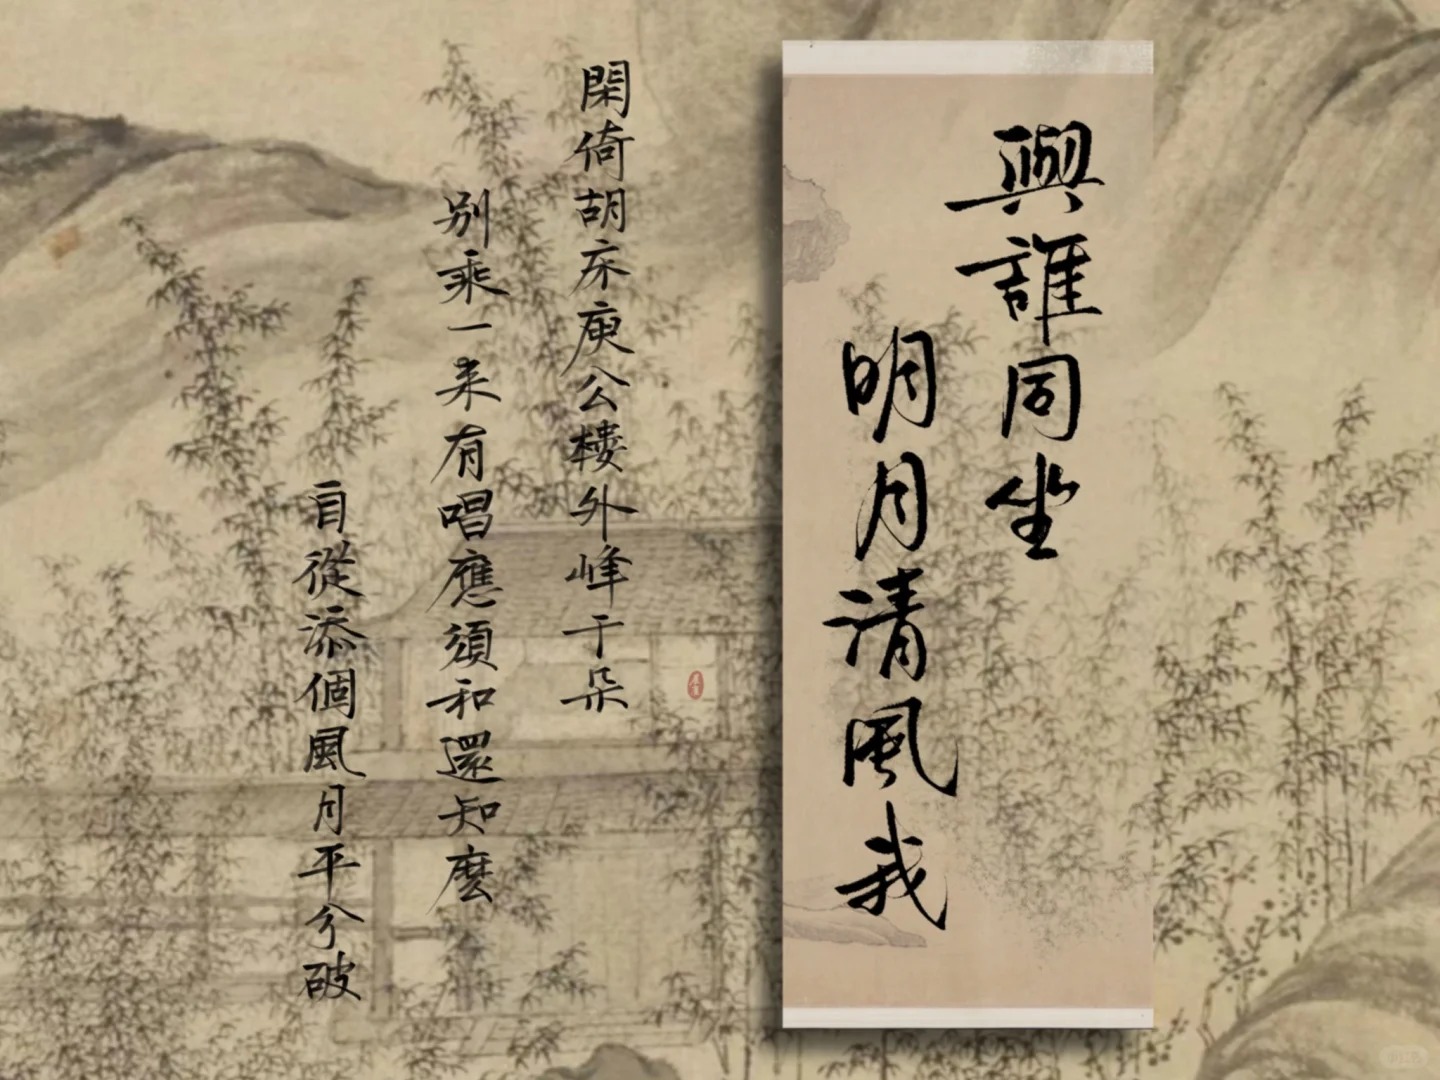 與誰同坐
明月清風我
閑倚胡床庾公樓外峰千朵
別乘一来有唱應須和還知麼
自從添個風月平分破